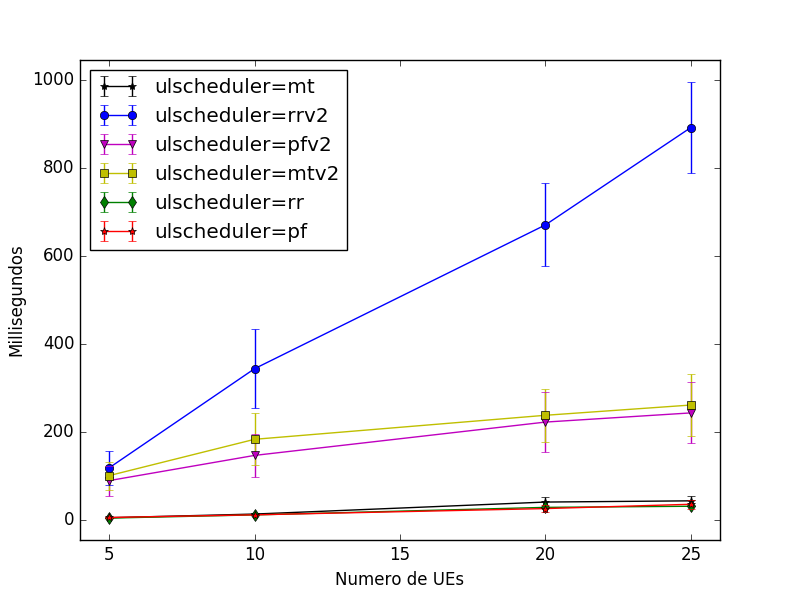 1000
800
600
400
200
0
Millisegundos
ulscheduler=mt
ulscheduler=rrv2
ulscheduler=pfv2
ulscheduler=mtv2
ulscheduler=rr
ulscheduler=pf
5 10 15 20 25
Numero de UEs